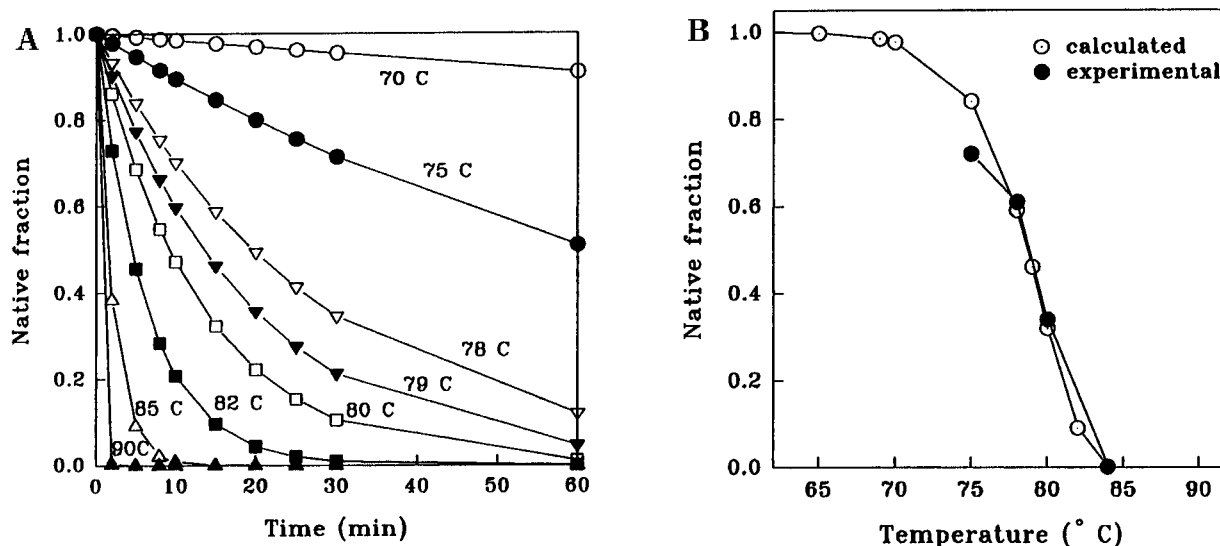 A
Native fraction
1.0
0.8
0.6
0.4
0.2
0.0
0
10
20
30
40
50
60
Time (min)
70 C
75 C
78 C
79 C
80 C
82 C
85 C
90C
B
Native fraction
1.0
0.8
0.6
0.4
0.2
0.0
65
70
75
80
85
90
Temperature (° C)
calculated
experimental